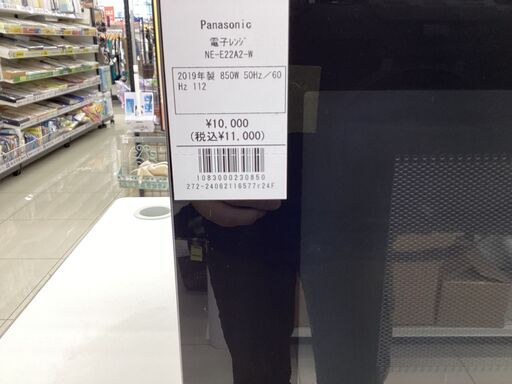 Panasonic
電子ﾚﾝｼﾞ
NE-E22A2-W
2019年製 850W 50Hz／60
Hz 112
¥10,000
(税込¥11,000)
1083000230850
272-24062116577r24F